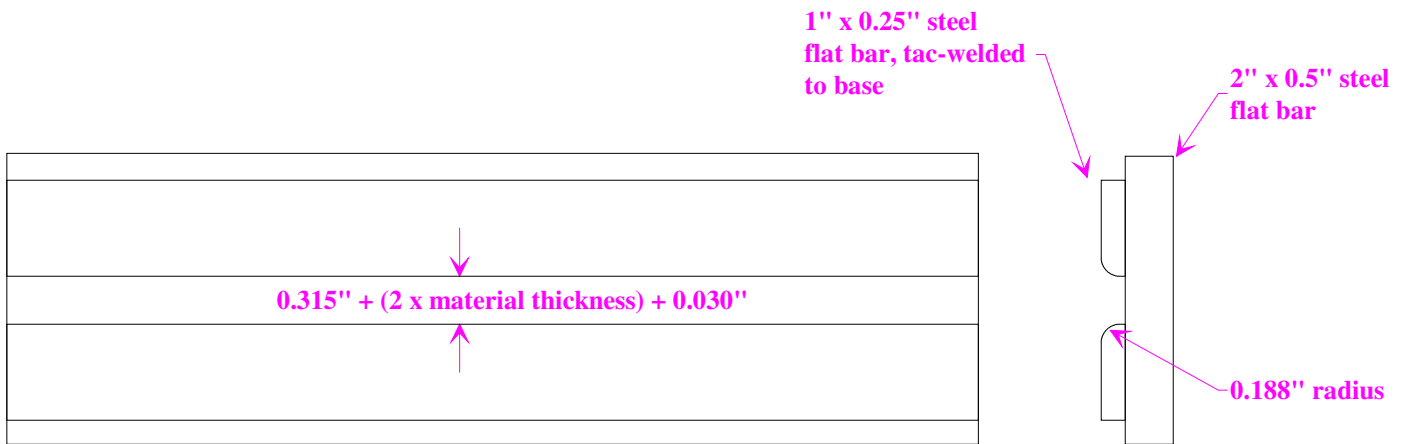 1" x 0.25" steel
flat bar, tac-welded
to base
2" x 0.5" steel
flat bar
0.315" + (2 x material thickness) + 0.030"
0.188" radius